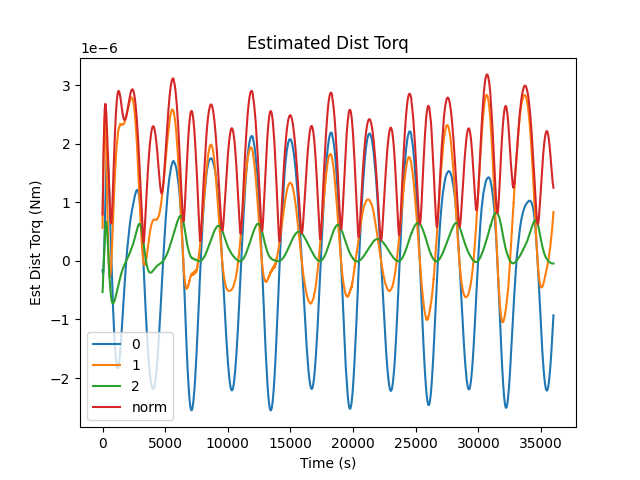 Estimated Dist Torq
1e−6
3
2
1
0
−1
−2
Est Dist Torq (Nm)
0
1
2
norm
0 5000 10000 15000 20000 25000 30000 35000
Time (s)